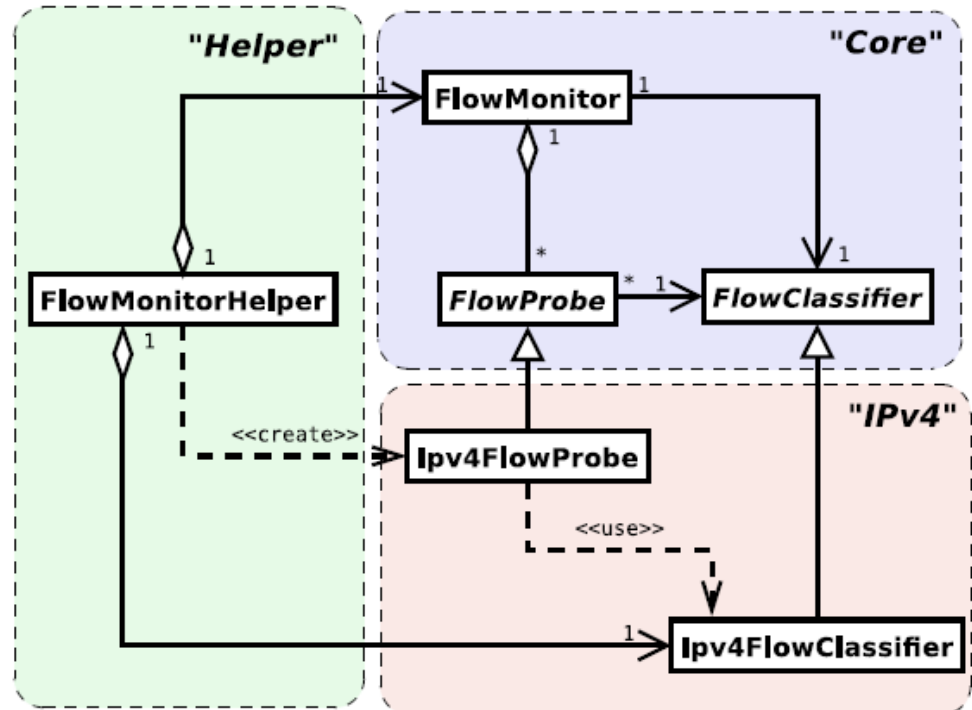 "Helper"
"Core"
1
FlowMonitor
1
1
*
1
1
FlowMonitorHelper
FlowProbe
*
1
FlowClassifier
1
"IPv4"
<<create>>
Ipv4FlowProbe
<<use>>
1
Ipv4FlowClassifier